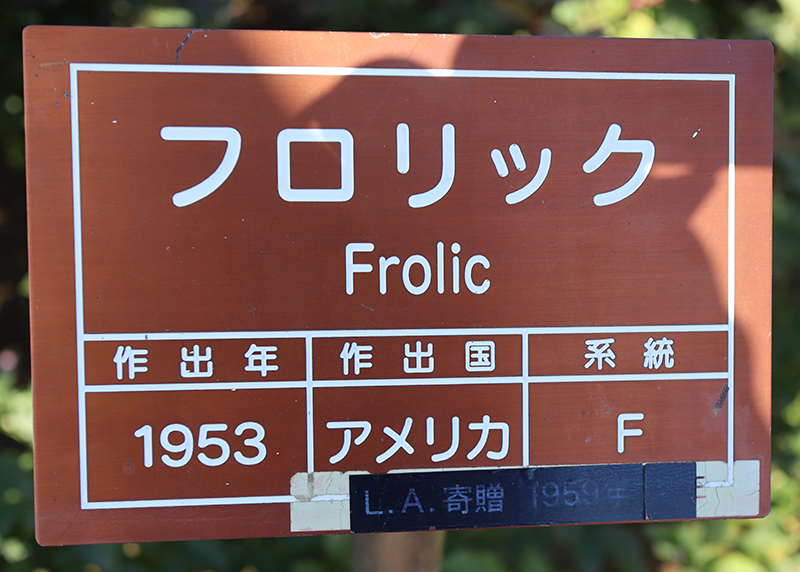 フロリック
Frolic
作出年 作出国 系統
1953 アメリカ F
L.A.寄贈 1959年